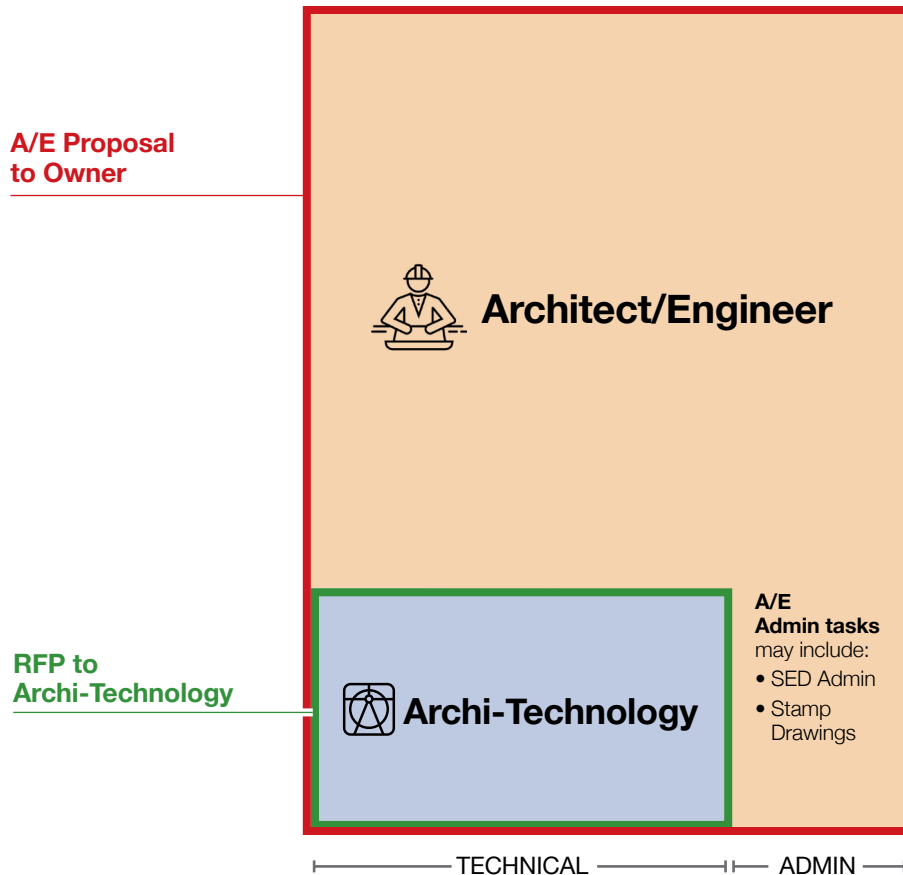 A/E Proposal
to Owner
Architect/Engineer
RFP to
Archi-Technology
Archi-Technology
A/E
Admin tasks
may include:
• SED Admin
• Stamp
Drawings
TECHNICAL
ADMIN